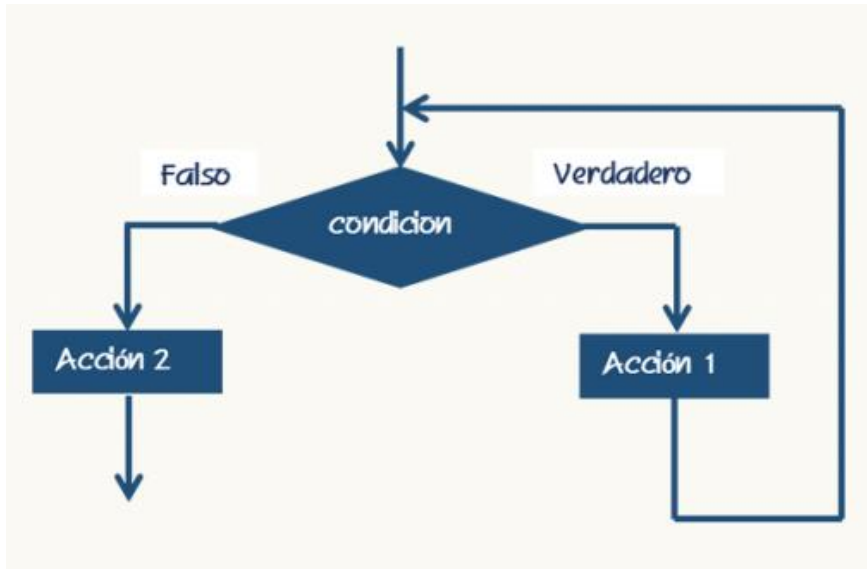 Falso
Verdadero
condicion
Acción 2
Acción 1